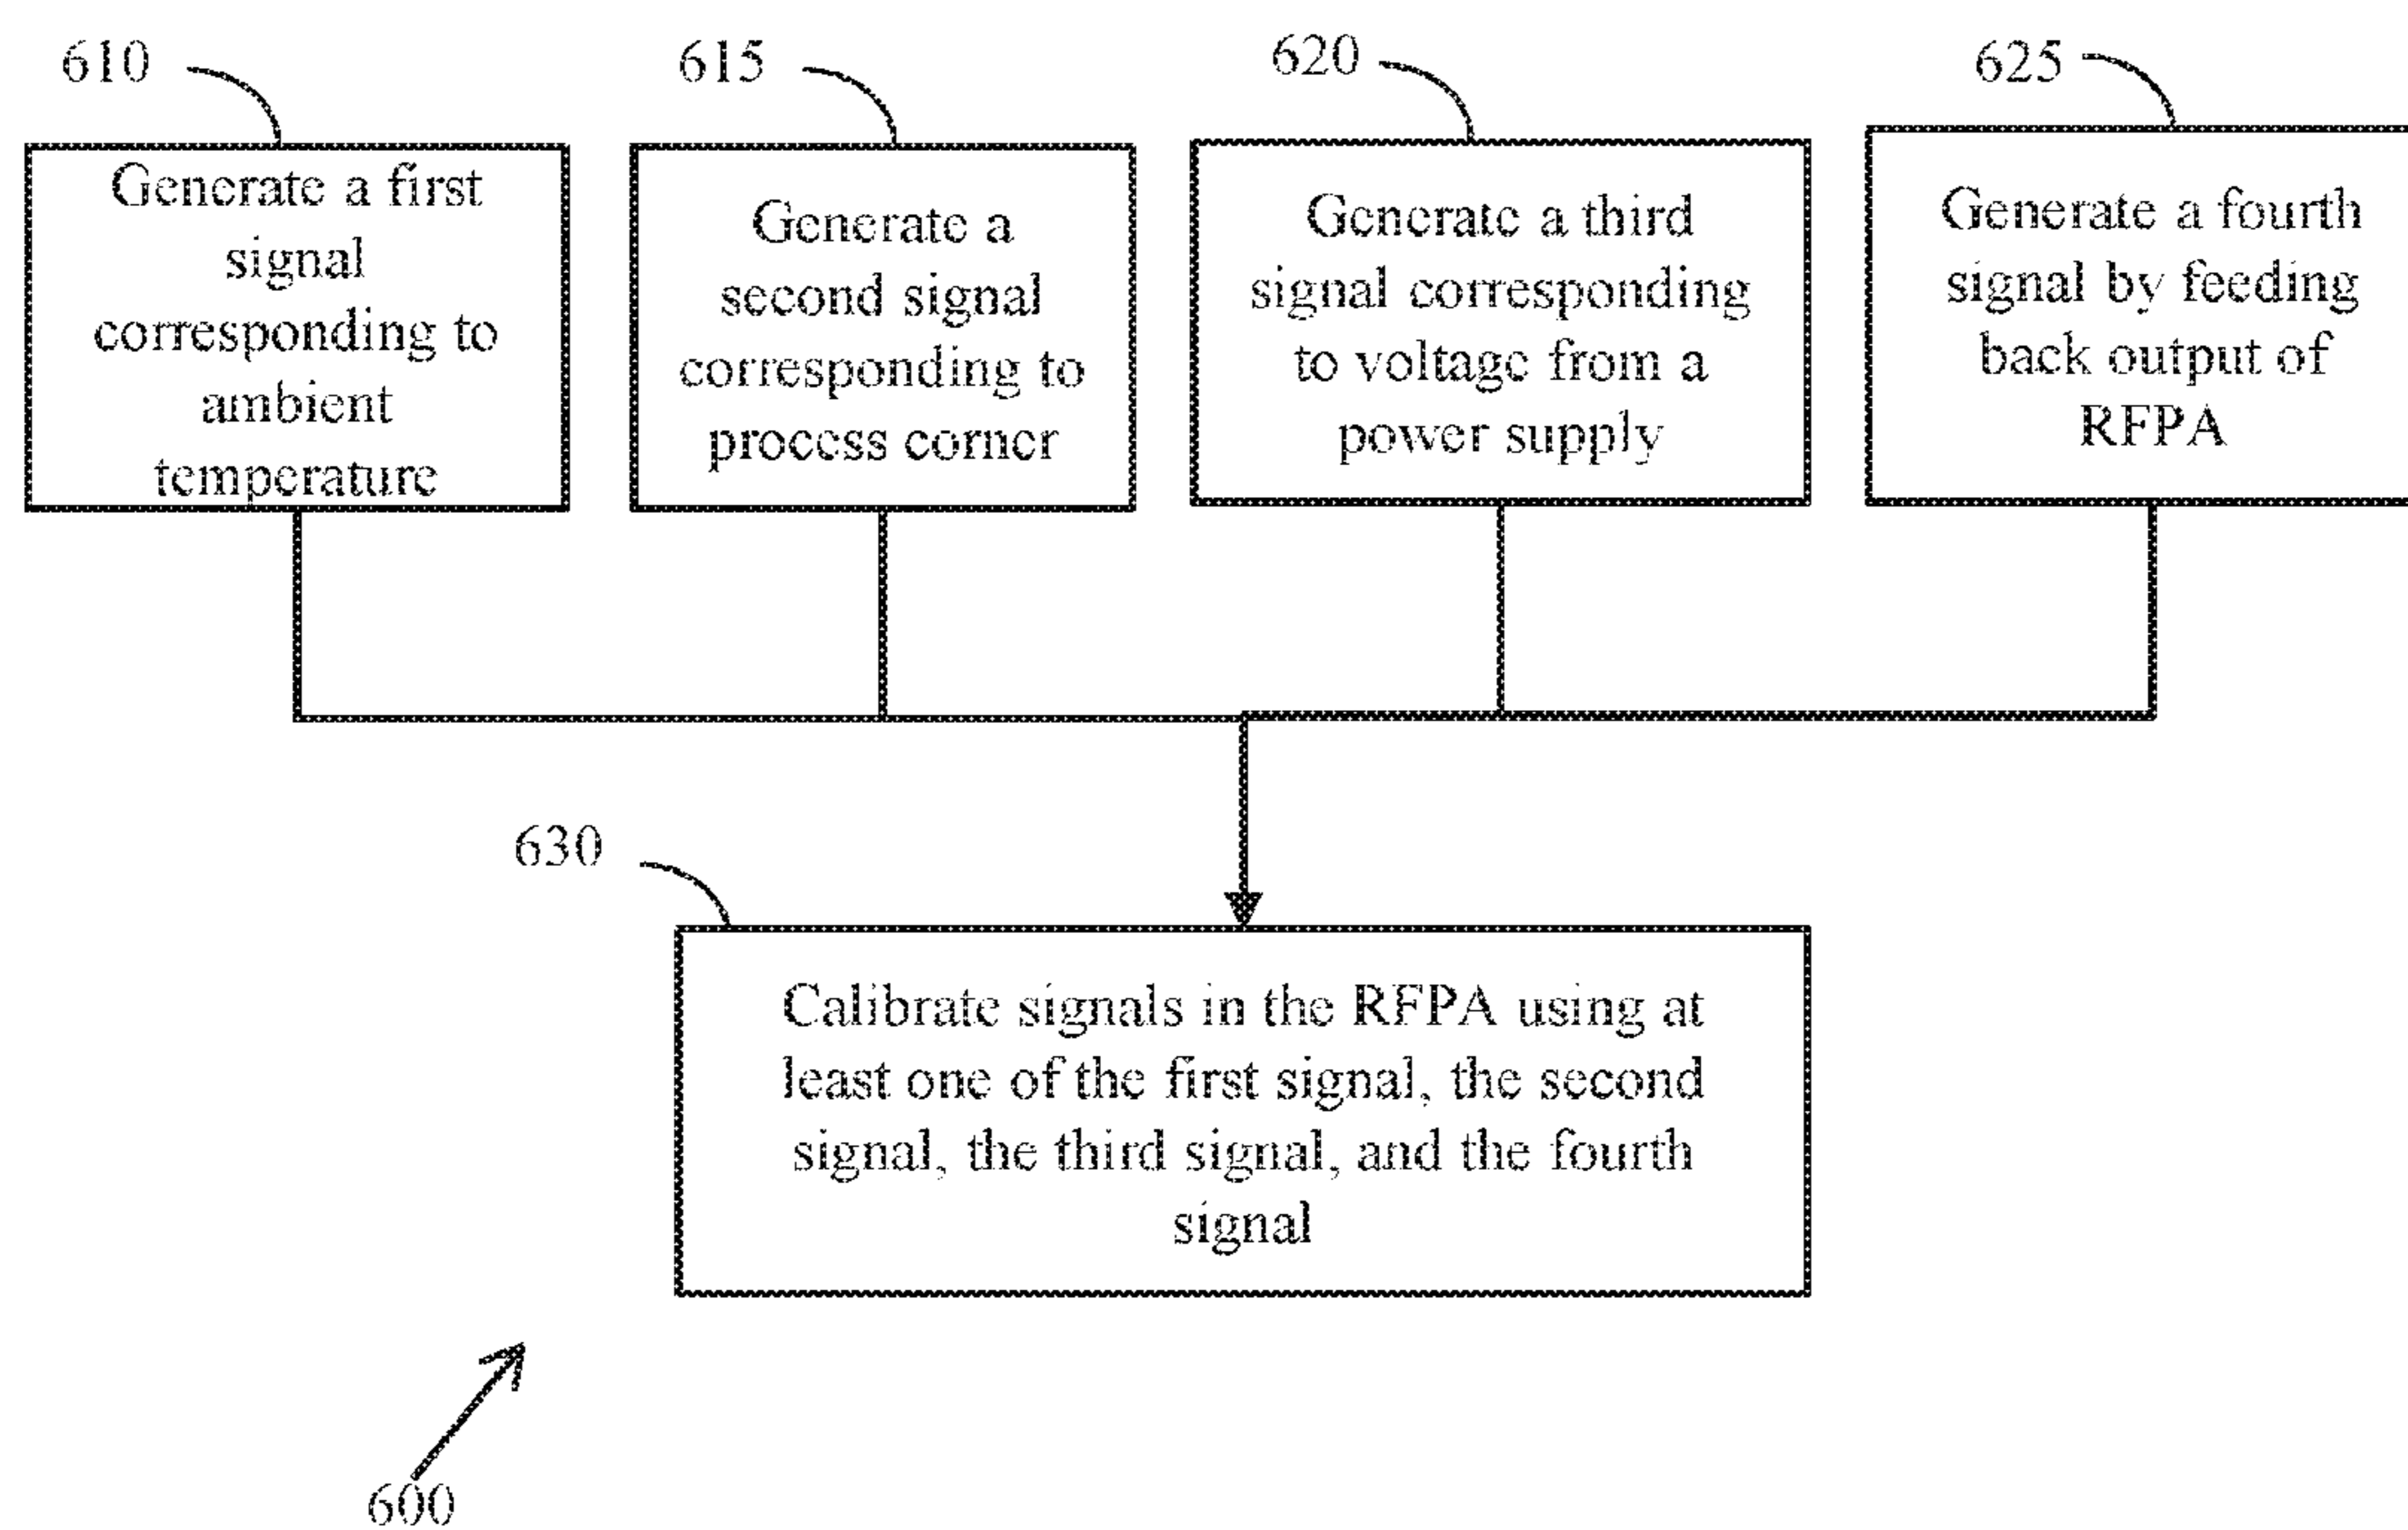 610
Generate a first
signal
corresponding to
ambient
temperature
615
Generate a
second signal
corresponding to
process corner
620
Generate a third
signal corresponding
to voltage from a
power supply
625
Generate a fourth
signal by feeding
back output of
RFPA
630
Calibrate signals in the RFPA using at
least one of the first signal, the second
signal, the third signal, and the fourth
signal
600